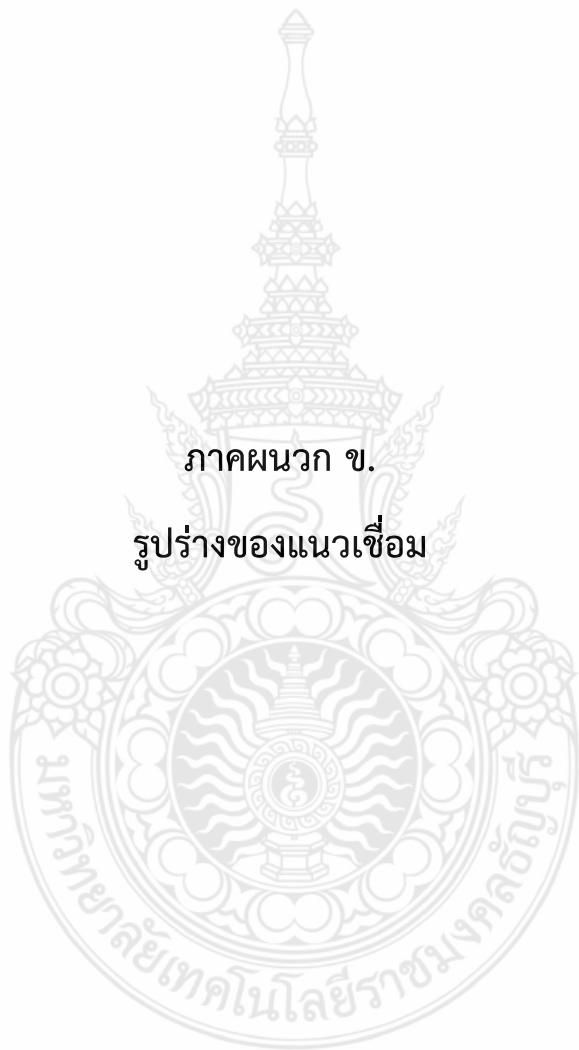 ภาคผนวก ข.
รูปร่างของแนวเชื่อม
มหาวิทยาลัยเทคโนโลยีราชมงคลธัญบุรี